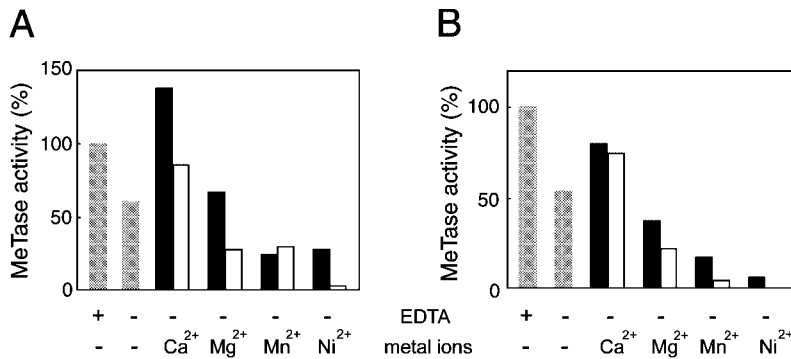 A
B
MeTase activity (%)
150
100
50
0
MeTase activity (%)
100
50
0
+ - - - - - EDTA + - - - - -
- - Ca2+ Mg2+ Mn2+ Ni2+ metal ions - - Ca2+ Mg2+ Mn2+ Ni2+